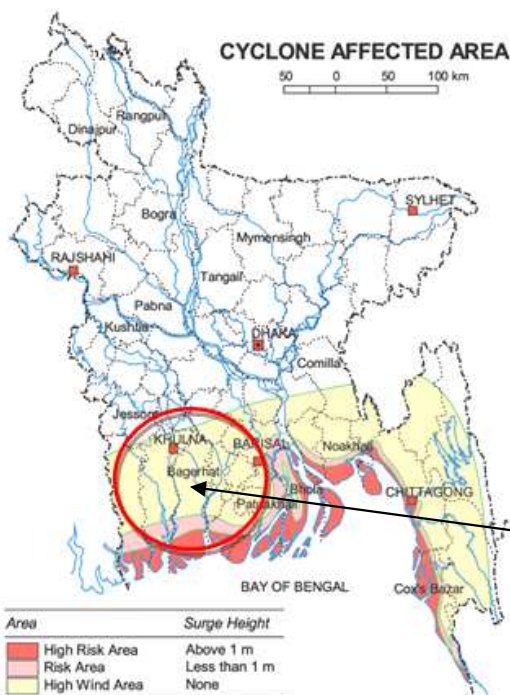 CYCLONE AFFECTED AREA
50 0 50 100 km
Rangpur
Dinajpur
SYLHET
Bogra
Mymensingh
RAJSHAHI
Tangail
Pabna
Kushtia
DHAKA
Comilla
Jessore
KHULNA
BARISAL
Noakhali
Bagerhat
Bhola
Patuakhali
CHITTAGONG
BAY OF BENGAL
Cox's Bazar
Area Surge Height
High Risk Area Above 1 m
Risk Area Less than 1 m
High Wind Area None